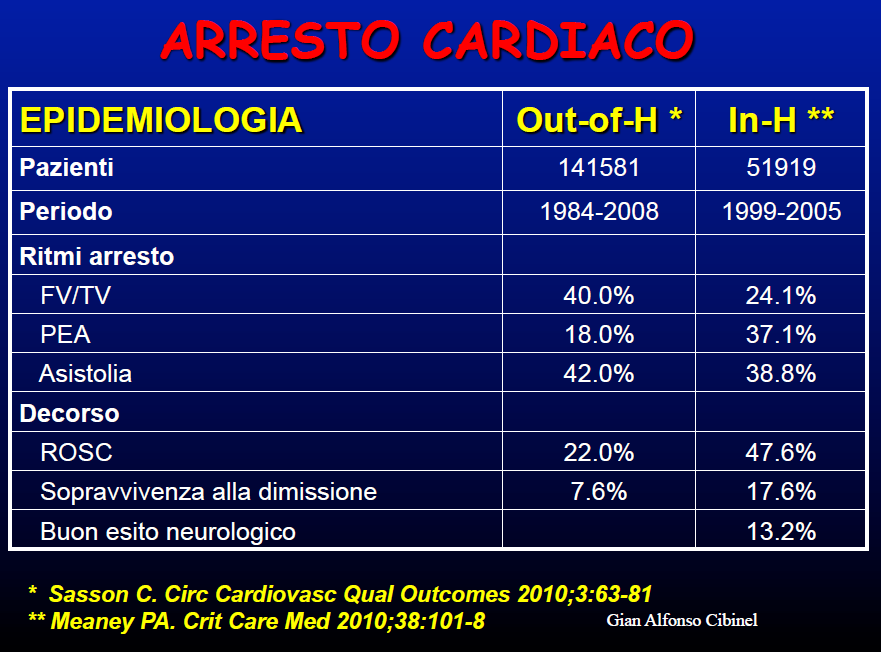 ARRESTO CARDIACO
EPIDEMIOLOGIA Out-of-H * In-H **
Pazienti 141581 51919
Periodo 1984-2008 1999-2005
Ritmi arresto
FV/TV 40.0% 24.1%
PEA 18.0% 37.1%
Asistolia 42.0% 38.8%
Decorso
ROSC 22.0% 47.6%
Sopravvivenza alla dimissione 7.6% 17.6%
Buon esito neurologico 13.2%
* Sasson C. Circ Cardiovasc Qual Outcomes 2010;3:63-81
** Meaney PA. Crit Care Med 2010;38:101-8
Gian Alfonso Cibinel